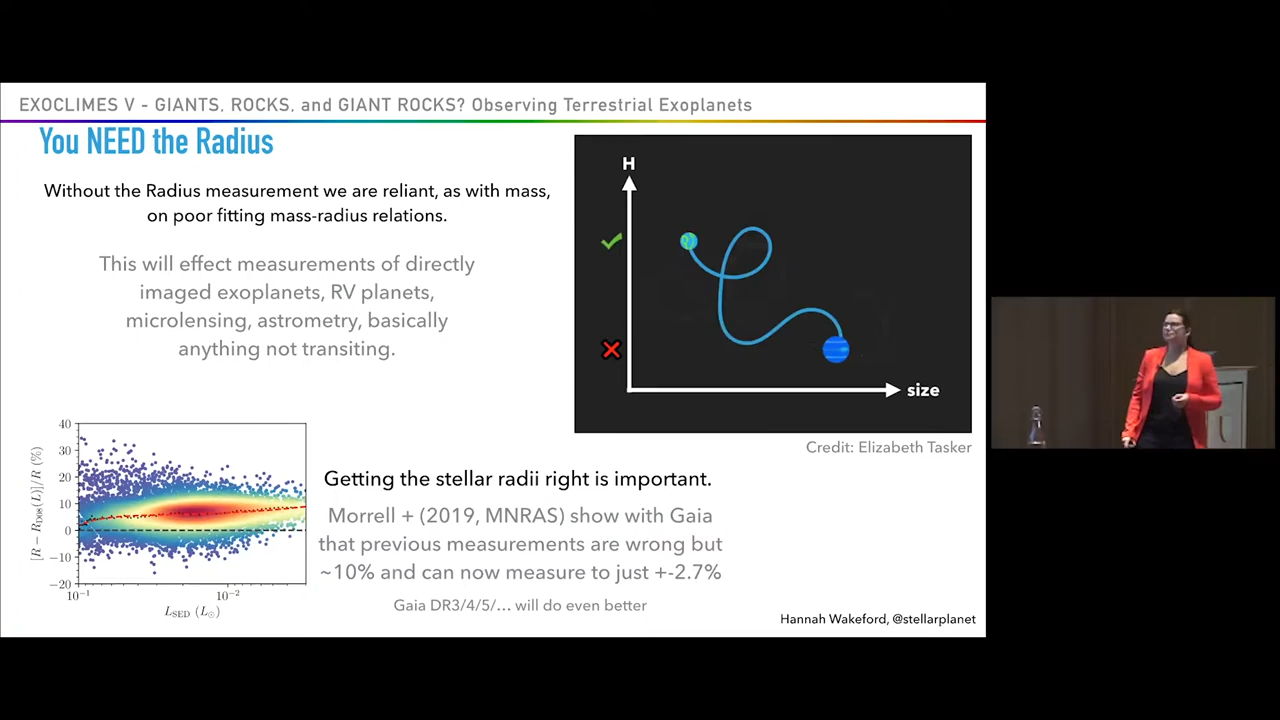 EXOCLIMES V - GIANTS, ROCKS, and GIANT ROCKS? Observing Terrestrial Exoplanets
You NEED the Radius
Without the Radius measurement we are reliant, as with mass,
on poor fitting mass-radius relations.
This will effect measurements of directly
imaged exoplanets, RV planets,
microlensing, astrometry, basically
anything not transiting.
H
size
Credit: Elizabeth Tasker
40
30
20
10
0
−10
−20
[R − R_D08(L)]/R (%)
10⁻¹
10⁻²
L_SED (L_⊙)
Getting the stellar radii right is important.
Morrell + (2019, MNRAS) show with Gaia
that previous measurements are wrong but
~10% and can now measure to just +-2.7%
Gaia DR3/4/5/... will do even better
Hannah Wakeford, @stellarplanet